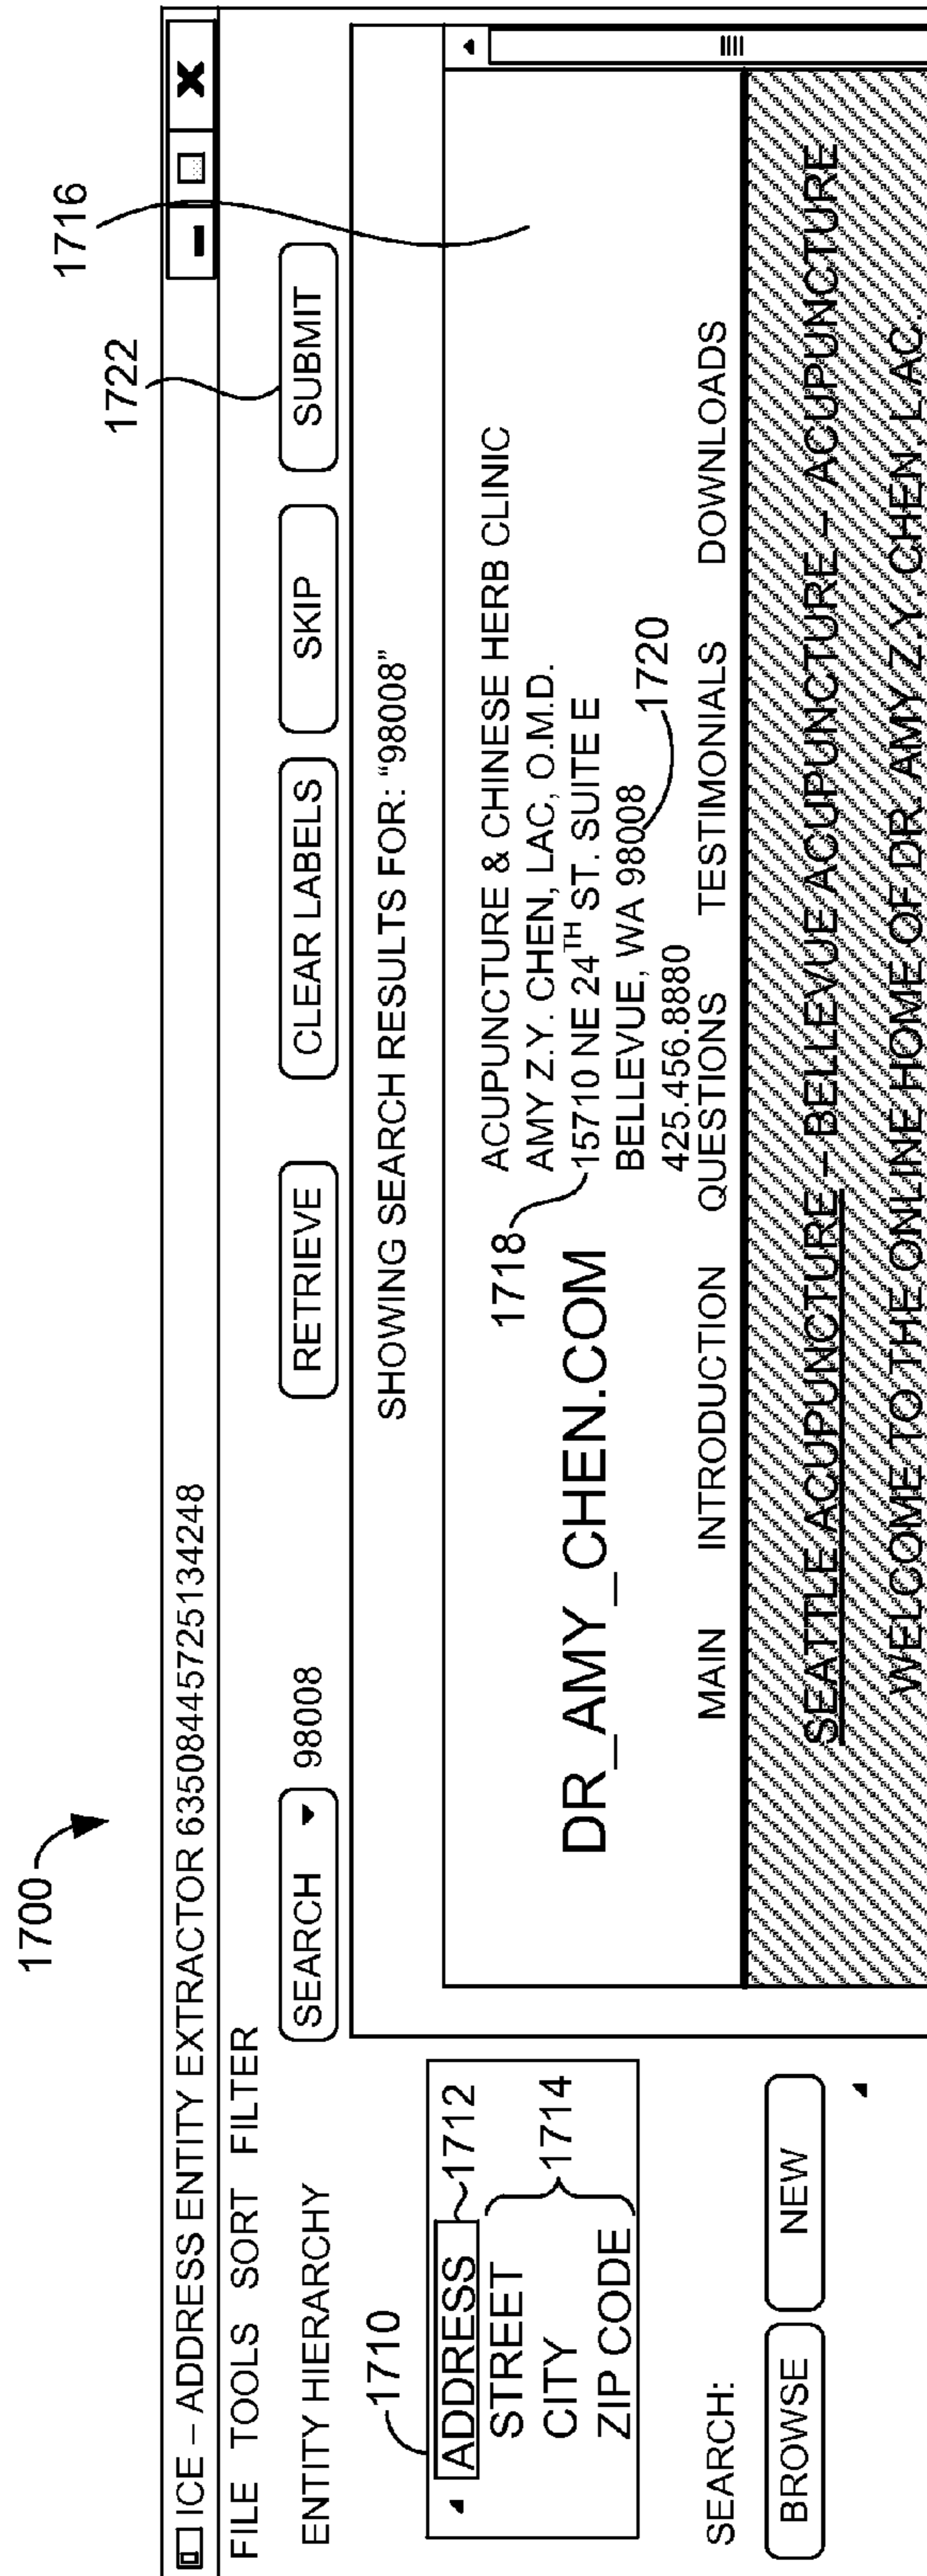 1700
1716
1722
ICE – ADDRESS ENTITY EXTRACTOR 635084457251​34248
FILE TOOLS SORT FILTER
ENTITY HIERARCHY
SEARCH 98008 RETRIEVE CLEAR LABELS SKIP SUBMIT
SHOWING SEARCH RESULTS FOR: “98008”
1710
ADDRESS 1712
STREET
CITY 1714
ZIP CODE
SEARCH:
BROWSE NEW
ACUPUNCTURE & CHINESE HERB CLINIC
1718
AMY Z.Y. CHEN, LAC, O.M.D.
DR_AMY_CHEN.COM
15710 NE 24TH ST. SUITE E
BELLEVUE, WA 98008
1720
425.456.8880
MAIN INTRODUCTION QUESTIONS TESTIMONIALS DOWNLOADS
SEATTLE ACUPUNCTURE – BELLEVUE ACUPUNCTURE – ACUPUNCTURE
WELCOME TO THE ONLINE HOME OF DR. AMY Z.Y. CHEN, L.AC.